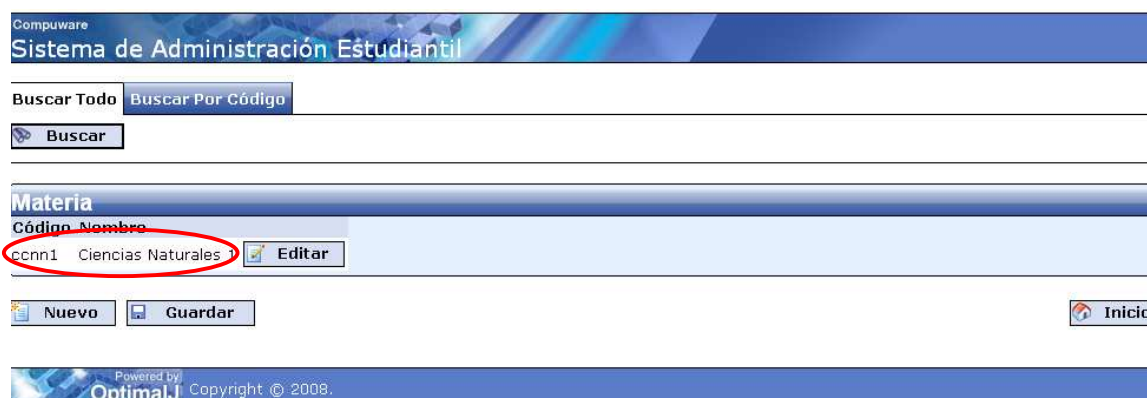 Compuware
Sistema de Administración Estudiantil
Buscar Todo Buscar Por Código
Buscar
Materia
Código Nombre
ccnn1 Ciencias Naturales 1 Editar
Nuevo Guardar Inicio
Powered by
OptimalJ Copyright © 2008.